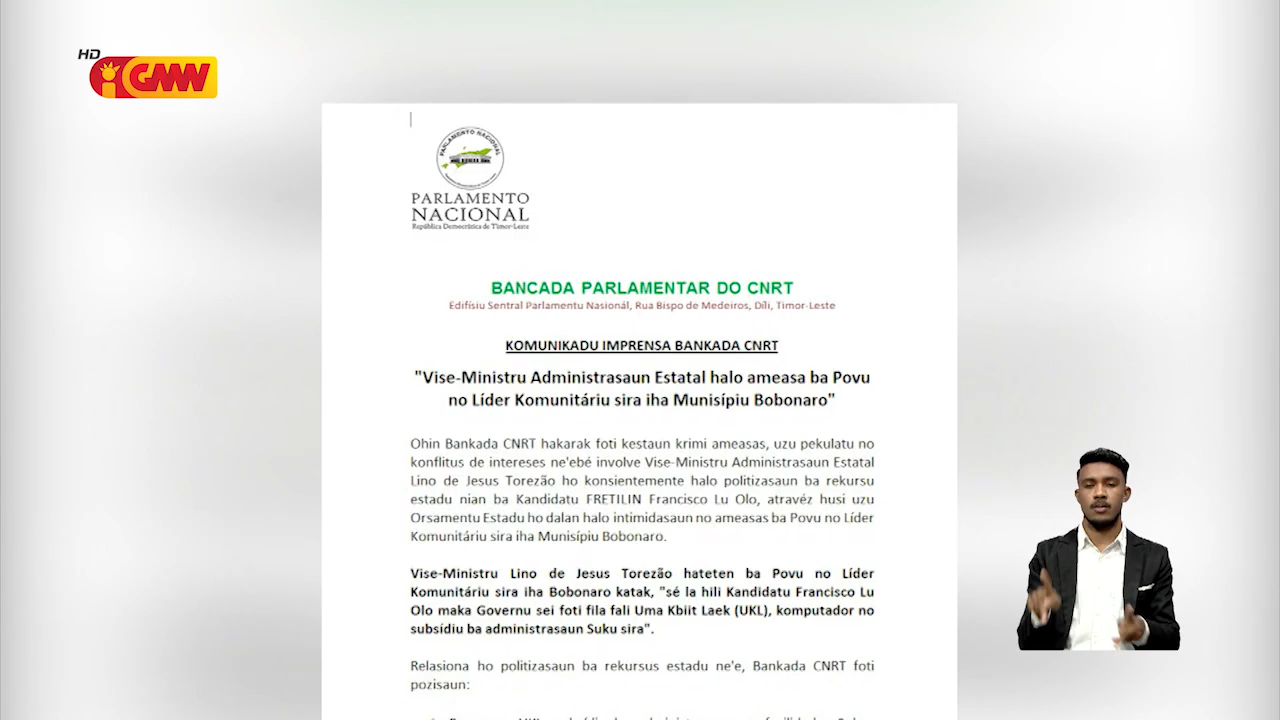 HD
GMN
PARLAMENTO NACIONAL
PARLAMENTO
NACIONAL
República Democrática de Timor-Leste
BANCADA PARLAMENTAR DO CNRT
Edifísiu Sentral Parlamentu Nasionál, Rua Bispo de Medeiros, Díli, Timor-Leste
KOMUNIKADU IMPRENSA BANKADA CNRT
"Vise-Ministru Administrasaun Estatal halo ameasa ba Povu
no Líder Komunitáriu sira iha Munisípiu Bobonaro"
Ohin Bankada CNRT hakarak foti kestaun krimi ameasas, uzu pekulatu no
konflitus de intereses ne'ebé involve Vise-Ministru Administrasaun Estatal
Lino de Jesus Torezão ho konsientemente halo politizasaun ba rekursu
estadu nian ba Kandidatu FRETILIN Francisco Lu Olo, atravéz husi uzu
Orsamentu Estadu ho dalan halo intimidasaun no ameasas ba Povu no Líder
Komunitáriu sira iha Munisípiu Bobonaro.
Vise-Ministru Lino de Jesus Torezão hateten ba Povu no Líder
Komunitáriu sira iha Bobonaro katak, "sé la hili Kandidatu Francisco Lu
Olo maka Governu sei foti fila fali Uma Kbiit Laek (UKL), komputador no
subsídiu ba administrasaun Suku sira".
Relasiona ho politizasaun ba rekursus estadu ne'e, Bankada CNRT foti
pozisaun: